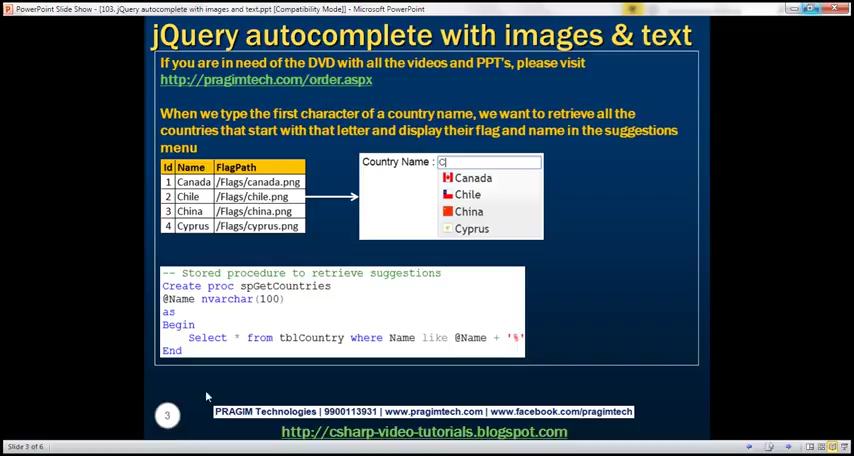 PowerPoint Slide Show - [103. jQuery autocomplete with images and text.ppt [Compatibility Mode]] - Microsoft PowerPoint
jQuery autocomplete with images & text
If you are in need of the DVD with all the videos and PPT's, please visit
http://pragimtech.com/order.aspx
When we type the first character of a country name, we want to retrieve all the
countries that start with that letter and display their flag and name in the suggestions
menu
Id Name FlagPath
1 Canada /Flags/canada.png
2 Chile /Flags/chile.png
3 China /Flags/china.png
4 Cyprus /Flags/cyprus.png
Country Name : C
Canada
Chile
China
Cyprus
-- Stored procedure to retrieve suggestions
Create proc spGetCountries
@Name nvarchar(100)
as
Begin
Select * from tblCountry where Name like @Name + '%'
End
3
PRAGIM Technologies | 9900113931 | www.pragimtech.com | www.facebook.com/pragimtech
http://csharp-video-tutorials.blogspot.com
Slide 3 of 6